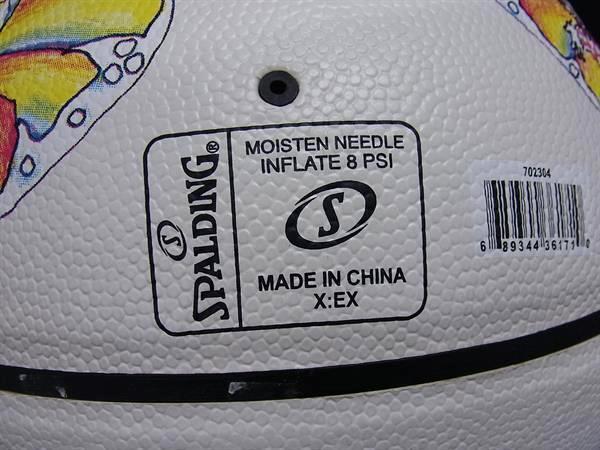 SPALDING®
S
MOISTEN NEEDLE
INFLATE 8 PSI
S
MADE IN CHINA
X:EX
702304
6 89344 36171 0